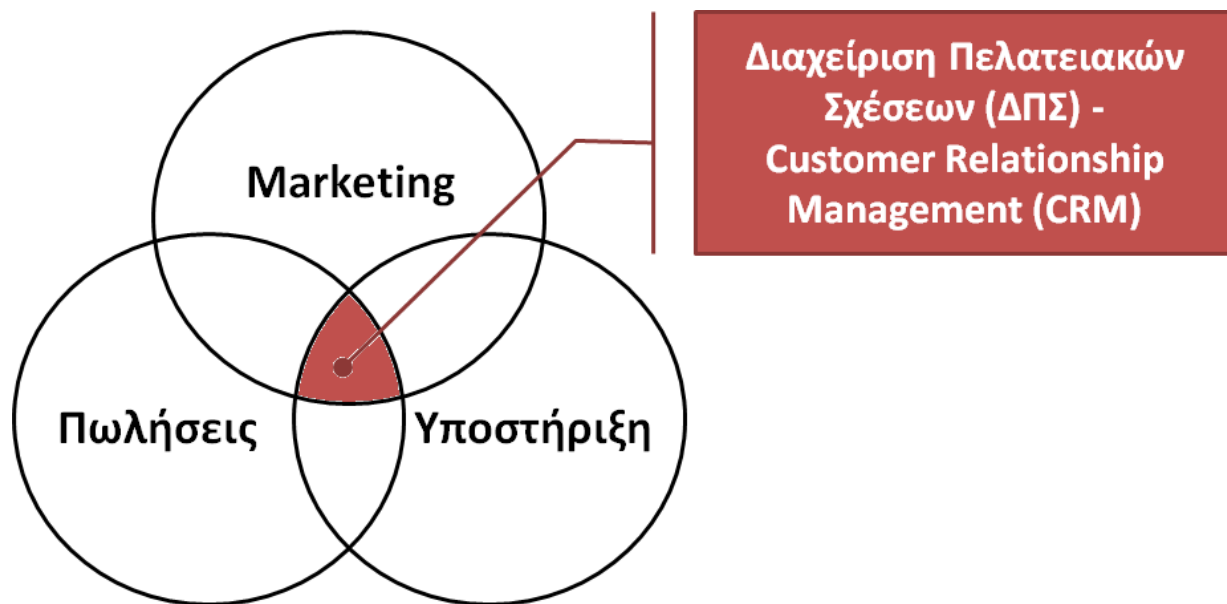 Marketing
Διαχείριση Πελατειακών
Σχέσεων (ΔΠΣ) -
Customer Relationship
Management (CRM)
Πωλήσεις
Υποστήριξη